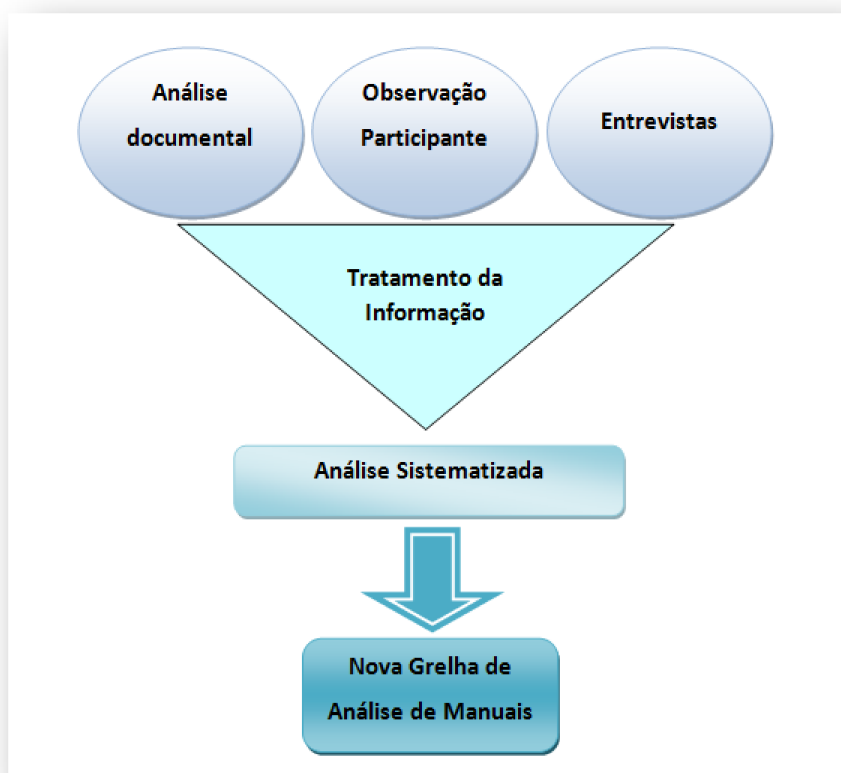 Análise
documental
Observação
Participante
Entrevistas
Tratamento da
Informação
Análise Sistematizada
Nova Grelha de
Análise de Manuais